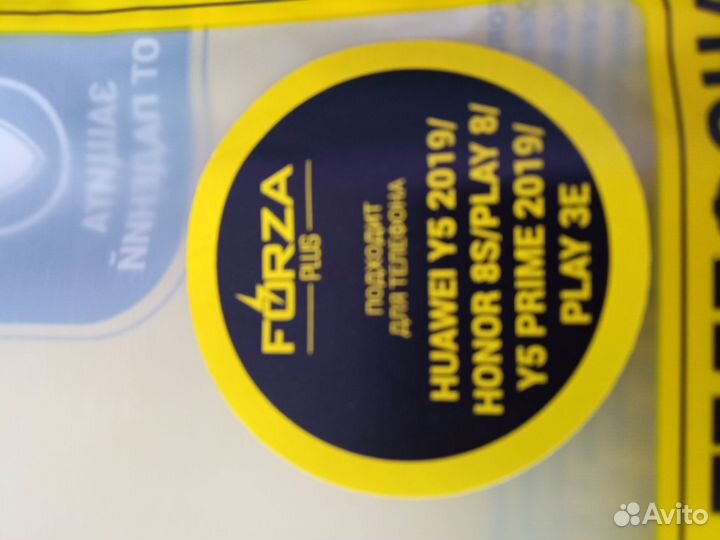 FORZA
PLUS
ПОДХОДИТ
ДЛЯ ТЕЛЕФОНА
HUAWEI Y5 2019/
HONOR 8S/PLAY 8/
Y5 PRIME 2019/
PLAY 3E
Avito